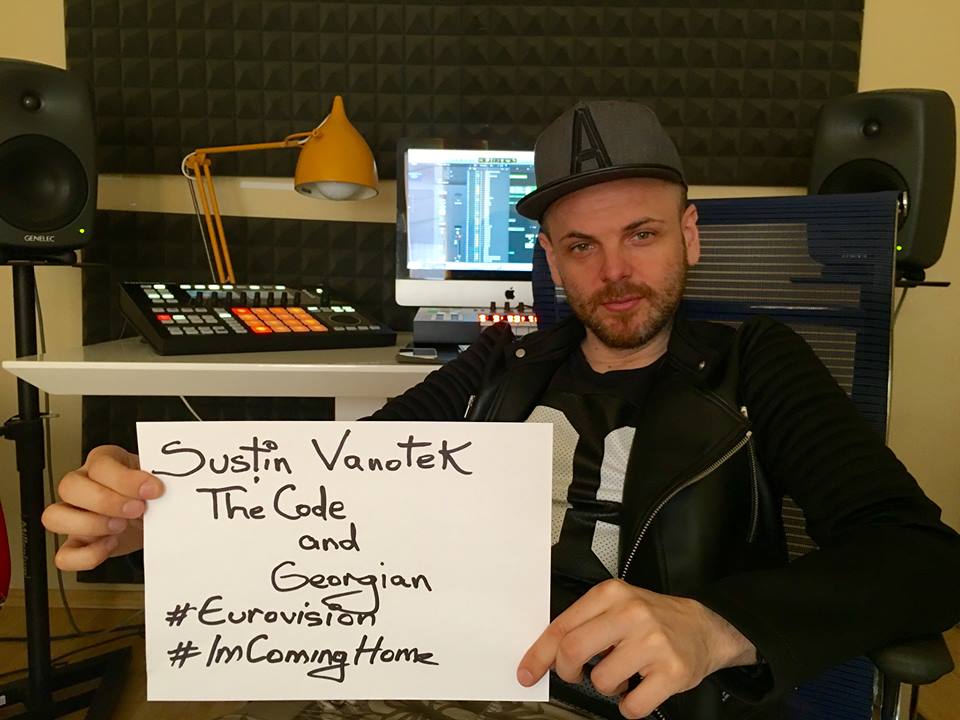 GENELEC
A
Sustin Vanotek
The Code
and
Georgian
#Eurovision
#ImComingHome